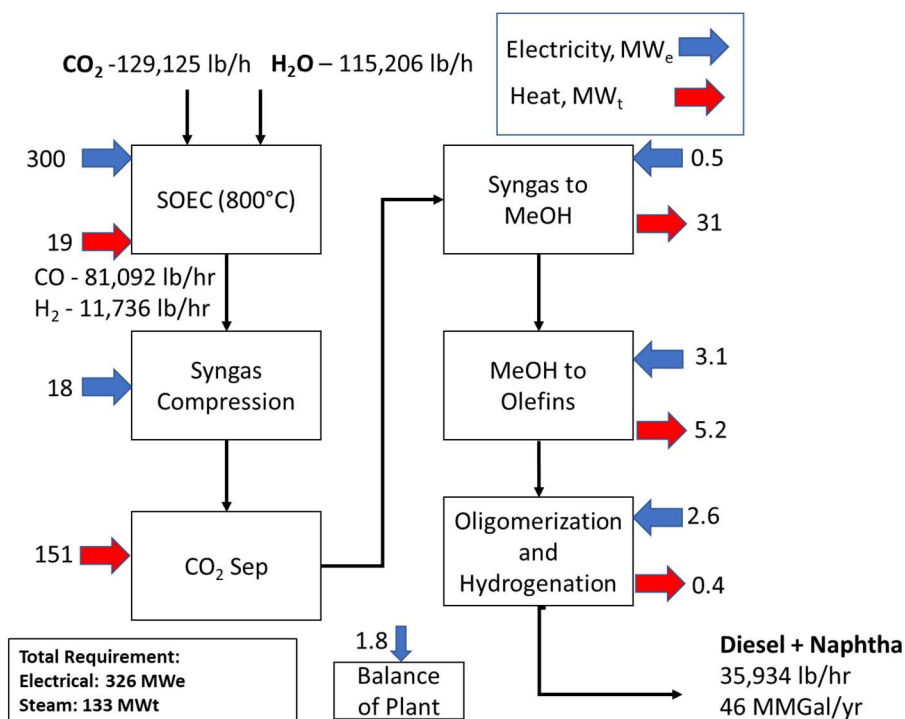 CO₂ -129,125 lb/h H₂O – 115,206 lb/h
Electricity, MWₑ
Heat, MWₜ
300
SOEC (800°C)
19
CO - 81,092 lb/hr
H₂ - 11,736 lb/hr
18
Syngas
Compression
151
CO₂ Sep
Syngas to
MeOH
0.5
31
MeOH to
Olefins
3.1
5.2
Oligomerization
and
Hydrogenation
2.6
0.4
Total Requirement:
Electrical: 326 MWe
Steam: 133 MWt
1.8
Balance
of Plant
Diesel + Naphtha
35,934 lb/hr
46 MMGal/yr